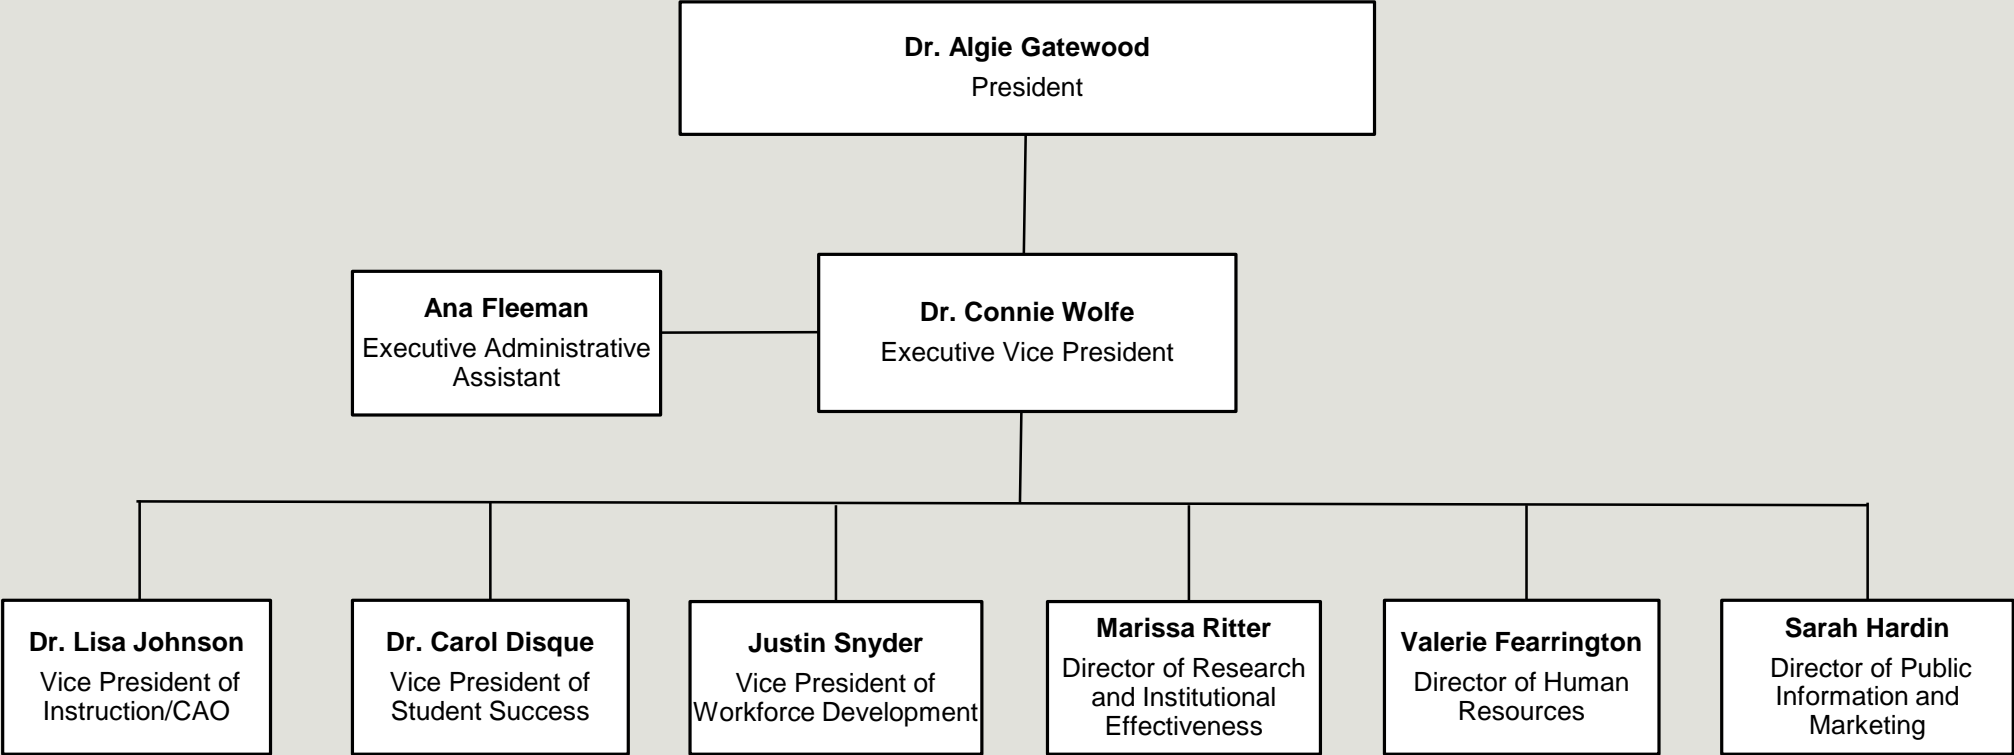 Dr. Algie Gatewood
President
Ana Fleeman
Executive Administrative
Assistant
Dr. Connie Wolfe
Executive Vice President
Dr. Lisa Johnson
Vice President of
Instruction/CAO
Dr. Carol Disque
Vice President of
Student Success
Justin Snyder
Vice President of
Workforce Development
Marissa Ritter
Director of Research
and Institutional
Effectiveness
Valerie Fearrington
Director of Human
Resources
Sarah Hardin
Director of Public
Information and
Marketing